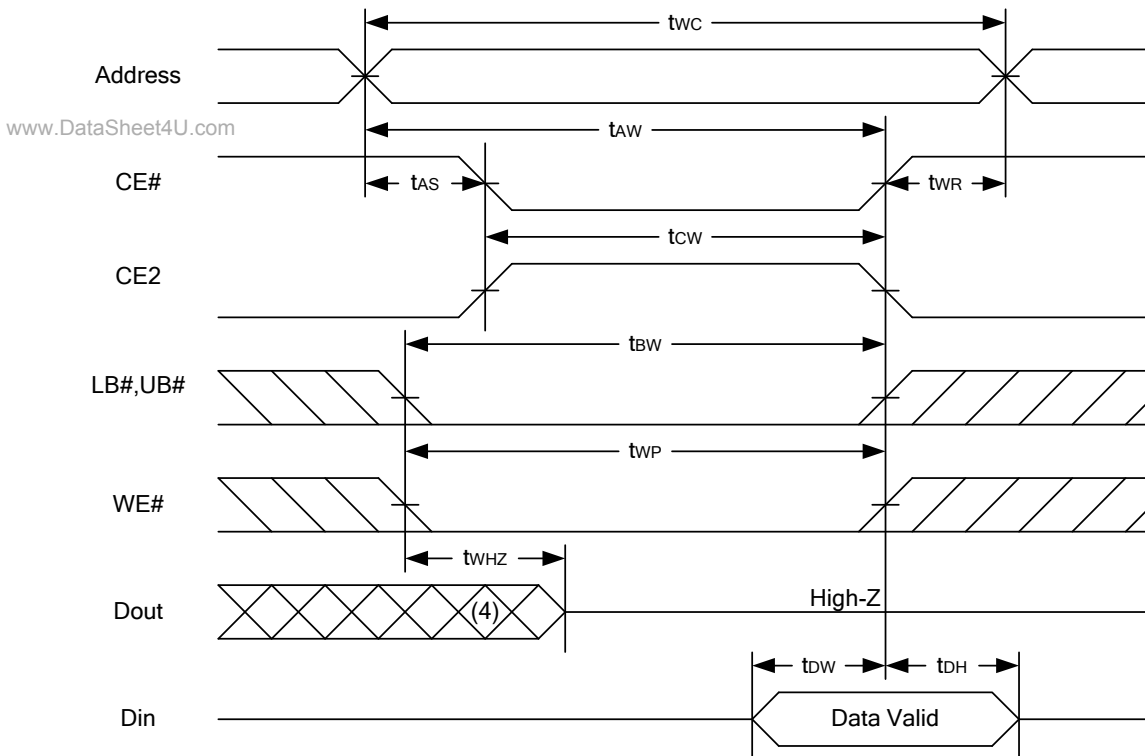 tWC
Address
www.DataSheet4U.com
tAW
CE#
tAS
tWR
tCW
CE2
tBW
LB#,UB#
tWP
WE#
tWHZ
Dout
(4)
High-Z
tDW
tDH
Din
Data Valid